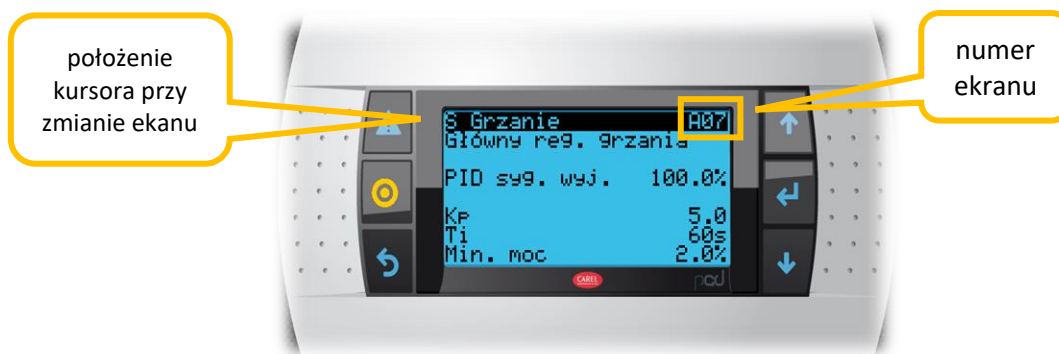 położenie
kursora przy
zmianie ekanu
numer
ekranu
S Grzanie A07
Główny reg. grzania
PID syg. wyj. 100.0%
Kp 5.0
Ti 60s
Min. moc 2.0%
CAREL
pGD